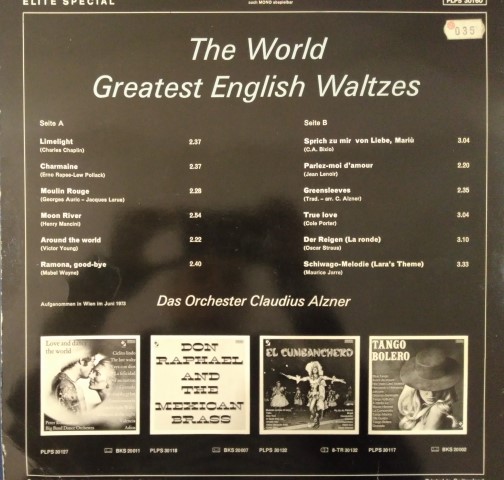 ELITE SPECIAL
auch MONO abspielbar
PLPS 30160
035
The World
Greatest English Waltzes
Seite A
Limelight 2.37
(Charles Chaplin)
Charmaine 2.37
(Erno Rapee-Lew Pollack)
Moulin Rouge 2.28
(Georges Auric - Jacques Larue)
Moon River 2.54
(Henry Mancini)
Around the world 2.22
(Victor Young)
Ramona, good-bye 2.40
(Mabel Wayne)
Seite B
Sprich zu mir von Liebe, Mariù 3.04
(C.A. Bixio)
Parlez-moi d'amour 2.20
(Jean Lenoir)
Greensleeves 2.35
(Trad. - arr. C. Alzner)
True love 3.04
(Cole Porter)
Der Reigen (La ronde) 3.10
(Oscar Straus)
Schiwago-Melodie (Lara's Theme) 3.33
(Maurice Jarre)
Aufgenommen in Wien im Juni 1973
Das Orchester Claudius Alzner
Love and dance
the world
Big Band Dance Orchestra
DON
RAPHAEL
AND
THE
MEXICAN
BRASS
EL CUMBANCHERO
TANGO
BOLERO
PLPS 30127
BKS 20011
PLPS 30119
BKS 20007
PLPS 30132
8-TR 30132
PLPS 30117
BKS 20002